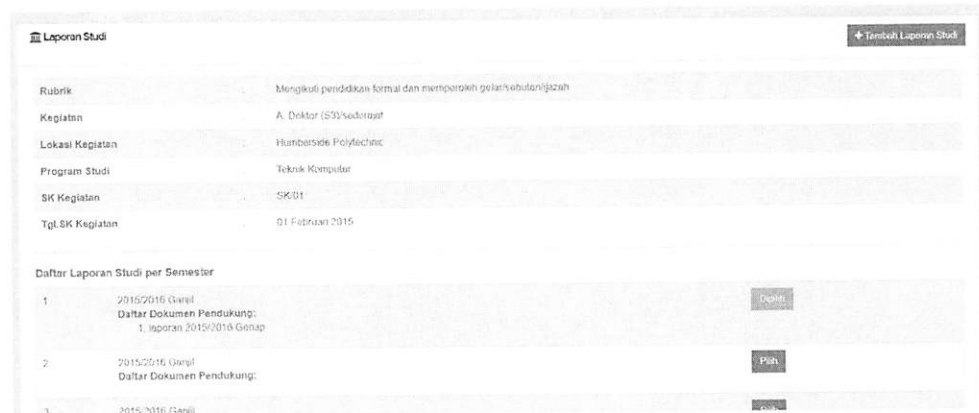 Laporan Studi
+ Tambah Laporan Studi
Rubrik : Mengikuti pendidikan formal dan memperoleh gelar/sebutan/ijazah
Kegiatan : A. Doktor (S3)/sederajat
Lokasi Kegiatan : Humberside Polytechnic
Program Studi : Teknik Komputer
SK Kegiatan : SK/01
Tgl.SK Kegiatan : 01 Februari 2015
Daftar Laporan Studi per Semester
1 2015/2016 Ganjil Dipilih
Daftar Dokumen Pendukung:
1. laporan 2015/2016 Genap
2 2015/2016 Ganjil Pilih
Daftar Dokumen Pendukung:
3 2015/2016 Ganjil Pilih